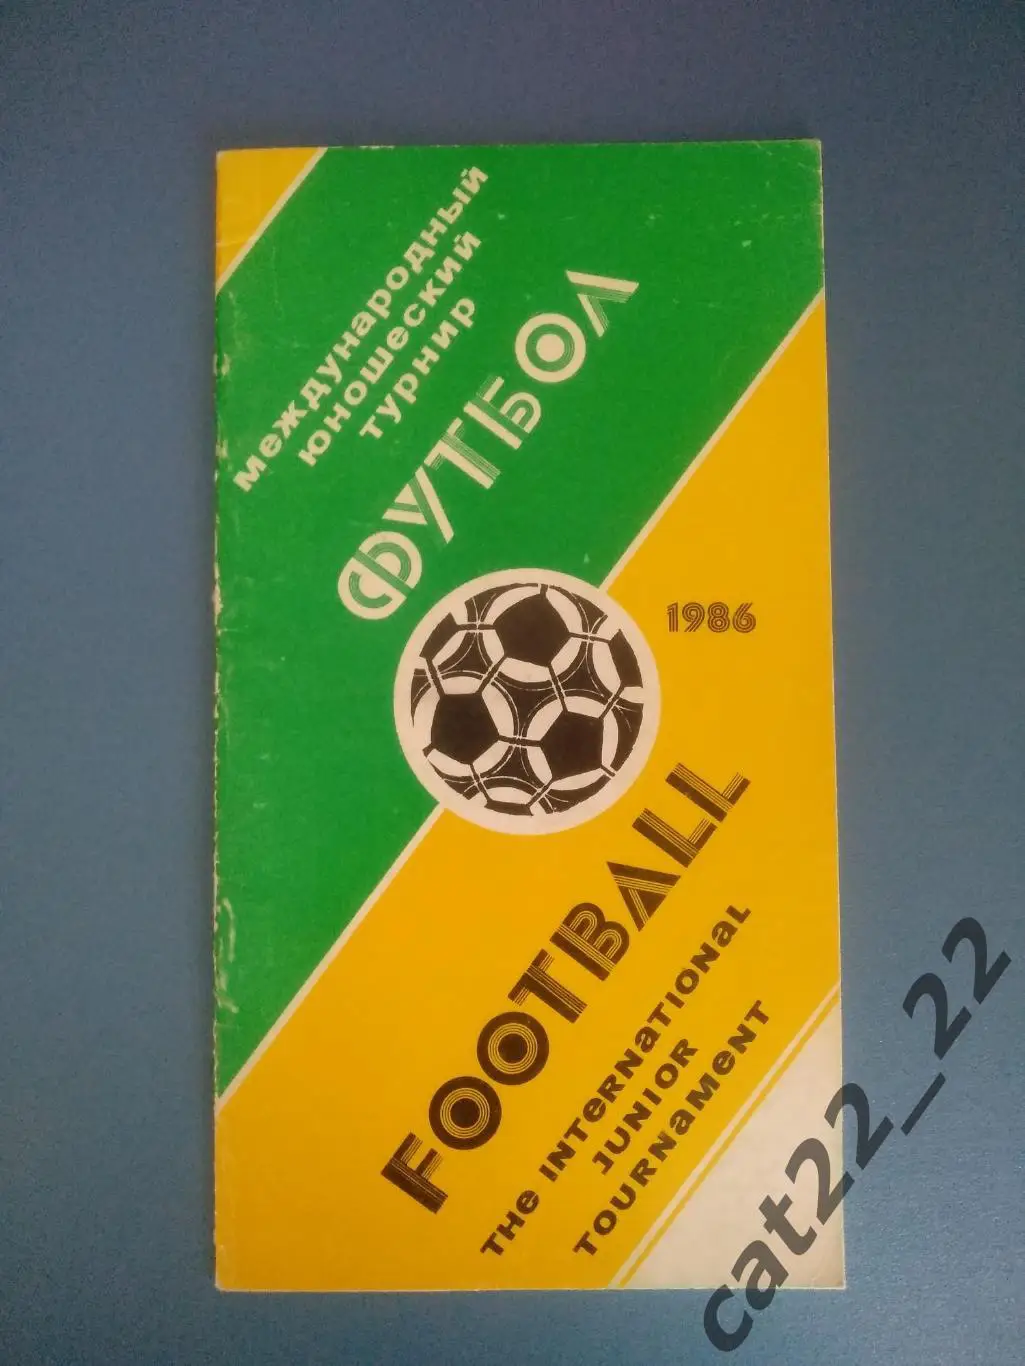 международный
юношеский
турнир
ФУТБОЛ
1986
FOOTBALL
THe INTeRNATIONaL
JUNIOR
TOURNaMENT
cat22_22